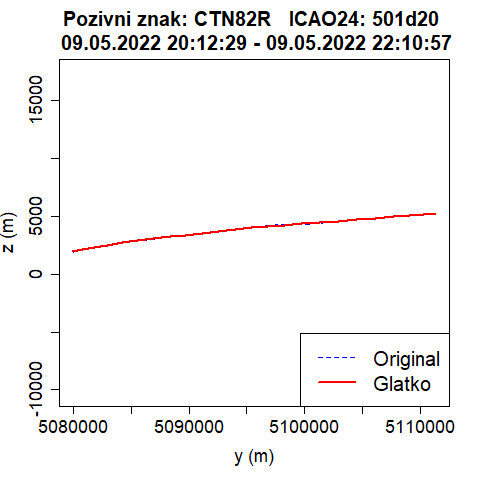 Pozivni znak: CTN82R   ICAO24: 501d20
09.05.2022 20:12:29 - 09.05.2022 22:10:57
15000
5000
0
-10000
z (m)
Original
Glatko
5080000 5090000 5100000 5110000
y (m)